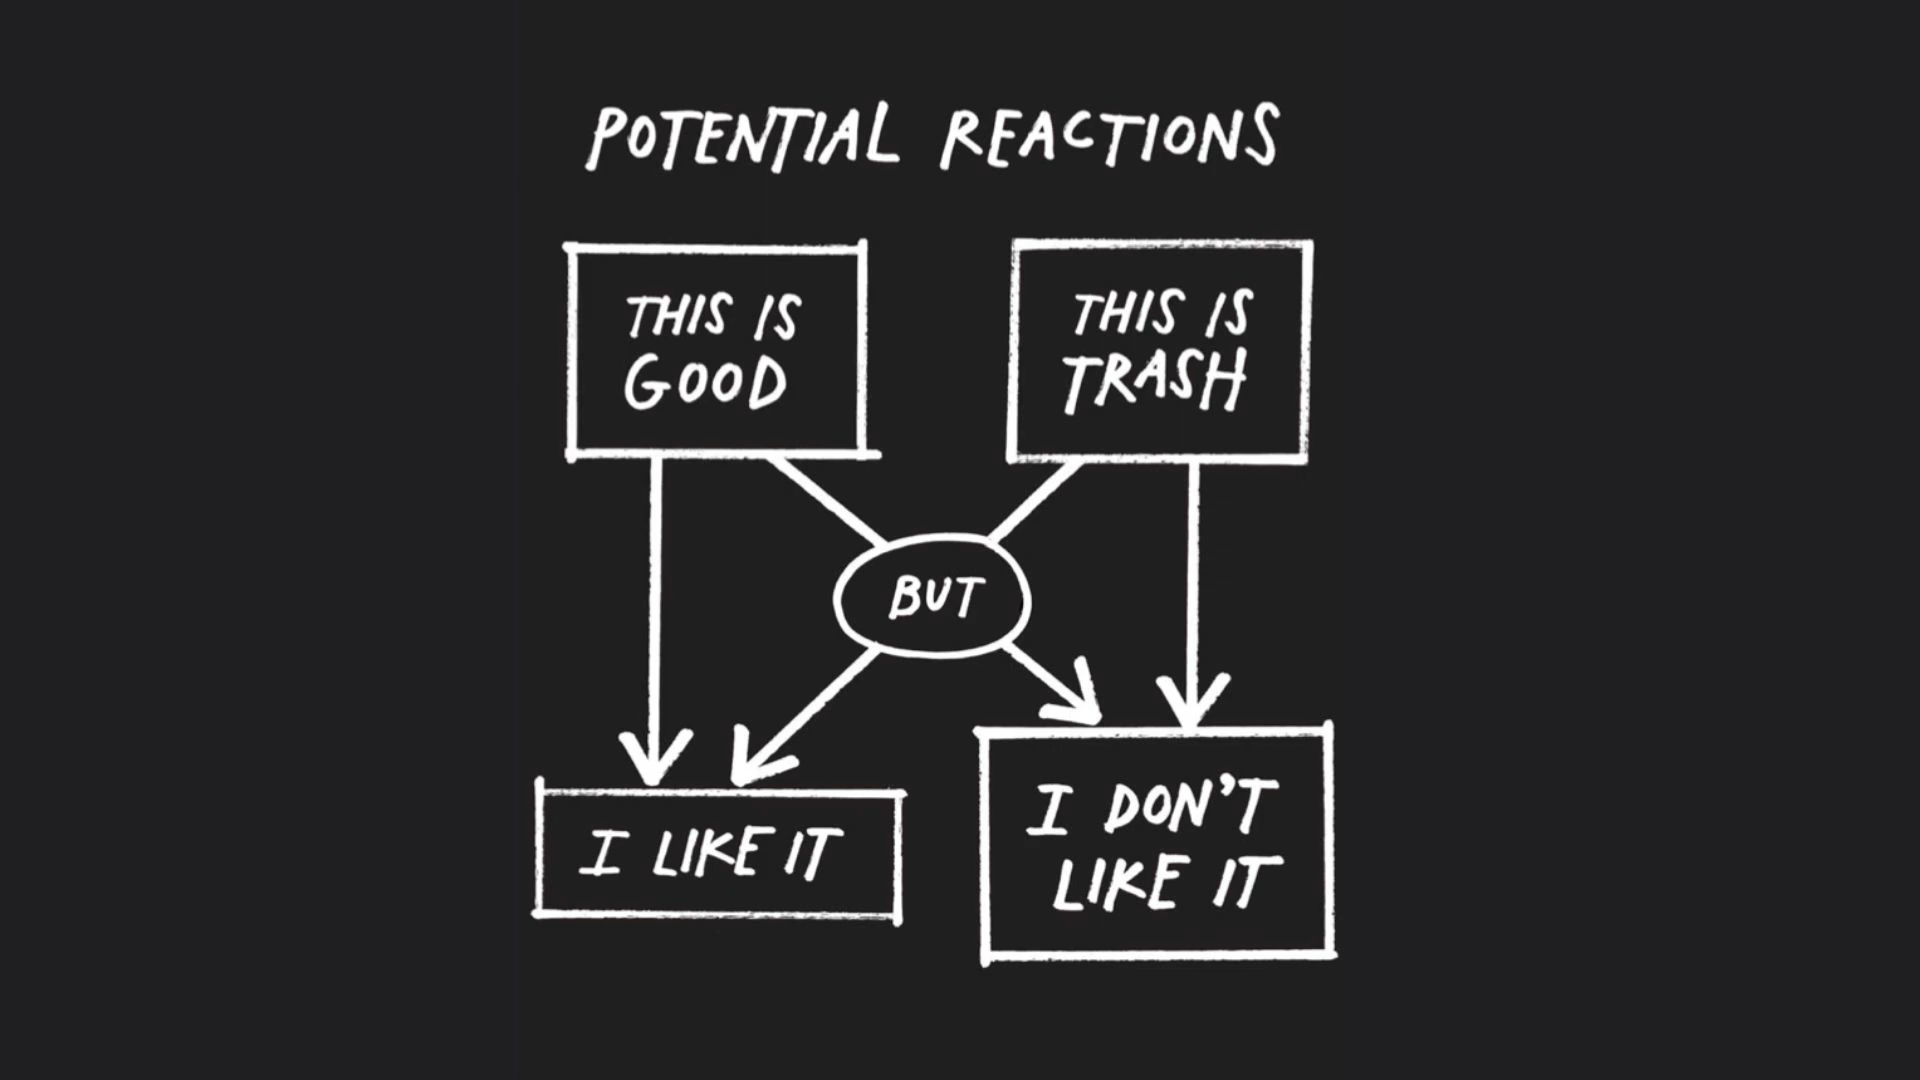 POTENTIAL REACTIONS
THIS IS
GOOD
THIS IS
TRASH
BUT
I LIKE IT
I DON'T
LIKE IT